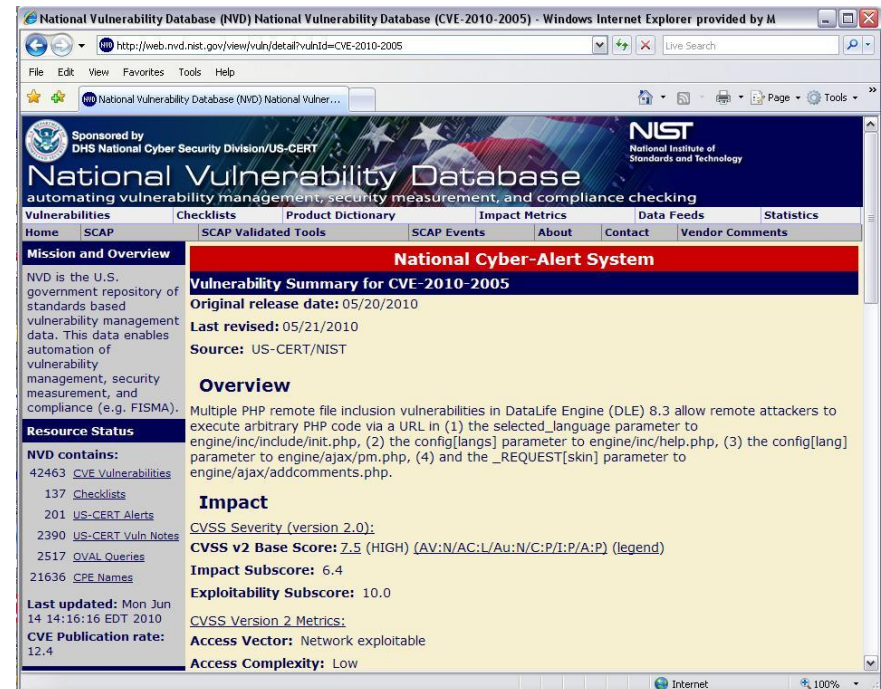 National Vulnerability Database (NVD) National Vulnerability Database (CVE-2010-2005) - Windows Internet Explorer provided by M
http://web.nvd.nist.gov/view/vuln/detail?vulnId=CVE-2010-2005
Live Search
File Edit View Favorites Tools Help
National Vulnerability Database (NVD) National Vulner...
Page Tools
Sponsored by
DHS National Cyber Security Division/US-CERT
NIST
National Institute of
Standards and Technology
National Vulnerability Database
automating vulnerability management, security measurement, and compliance checking
Vulnerabilities Checklists Product Dictionary Impact Metrics Data Feeds Statistics
Home SCAP SCAP Validated Tools SCAP Events About Contact Vendor Comments
Mission and Overview
NVD is the U.S.
government repository of
standards based
vulnerability management
data. This data enables
automation of
vulnerability
management, security
measurement, and
compliance (e.g. FISMA).
Resource Status
NVD contains:
42463 CVE Vulnerabilities
137 Checklists
201 US-CERT Alerts
2390 US-CERT Vuln Notes
2517 OVAL Queries
21636 CPE Names
Last updated: Mon Jun
14 14:16:16 EDT 2010
CVE Publication rate:
12.4
National Cyber-Alert System
Vulnerability Summary for CVE-2010-2005
Original release date: 05/20/2010
Last revised: 05/21/2010
Source: US-CERT/NIST
Overview
Multiple PHP remote file inclusion vulnerabilities in DataLife Engine (DLE) 8.3 allow remote attackers to
execute arbitrary PHP code via a URL in (1) the selected_language parameter to
engine/inc/include/init.php, (2) the config[langs] parameter to engine/inc/help.php, (3) the config[lang]
parameter to engine/ajax/pm.php, (4) and the _REQUEST[skin] parameter to
engine/ajax/addcomments.php.
Impact
CVSS Severity (version 2.0):
CVSS v2 Base Score: 7.5 (HIGH) (AV:N/AC:L/Au:N/C:P/I:P/A:P) (legend)
Impact Subscore: 6.4
Exploitability Subscore: 10.0
CVSS Version 2 Metrics:
Access Vector: Network exploitable
Access Complexity: Low
Internet
100%